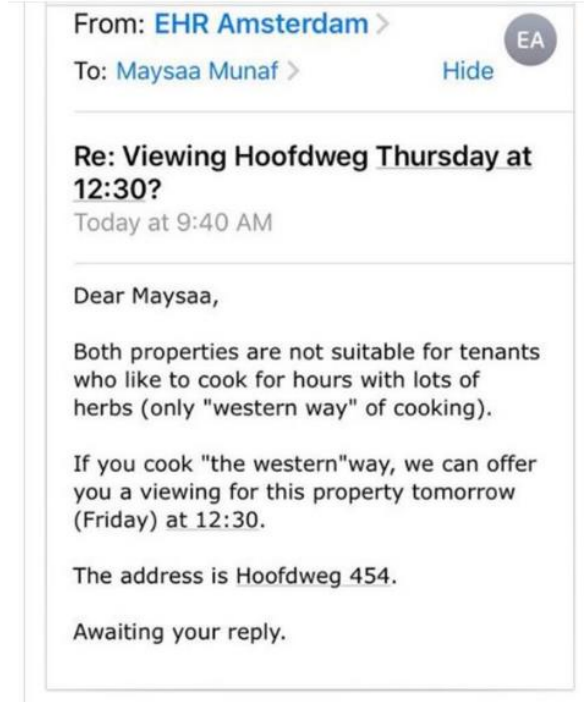 From: EHR Amsterdam >
EA
To: Maysaa Munaf >
Hide
Re: Viewing Hoofdweg Thursday at
12:30?
Today at 9:40 AM
Dear Maysaa,
Both properties are not suitable for tenants
who like to cook for hours with lots of
herbs (only "western way" of cooking).
If you cook "the western"way, we can offer
you a viewing for this property tomorrow
(Friday) at 12:30.
The address is Hoofdweg 454.
Awaiting your reply.